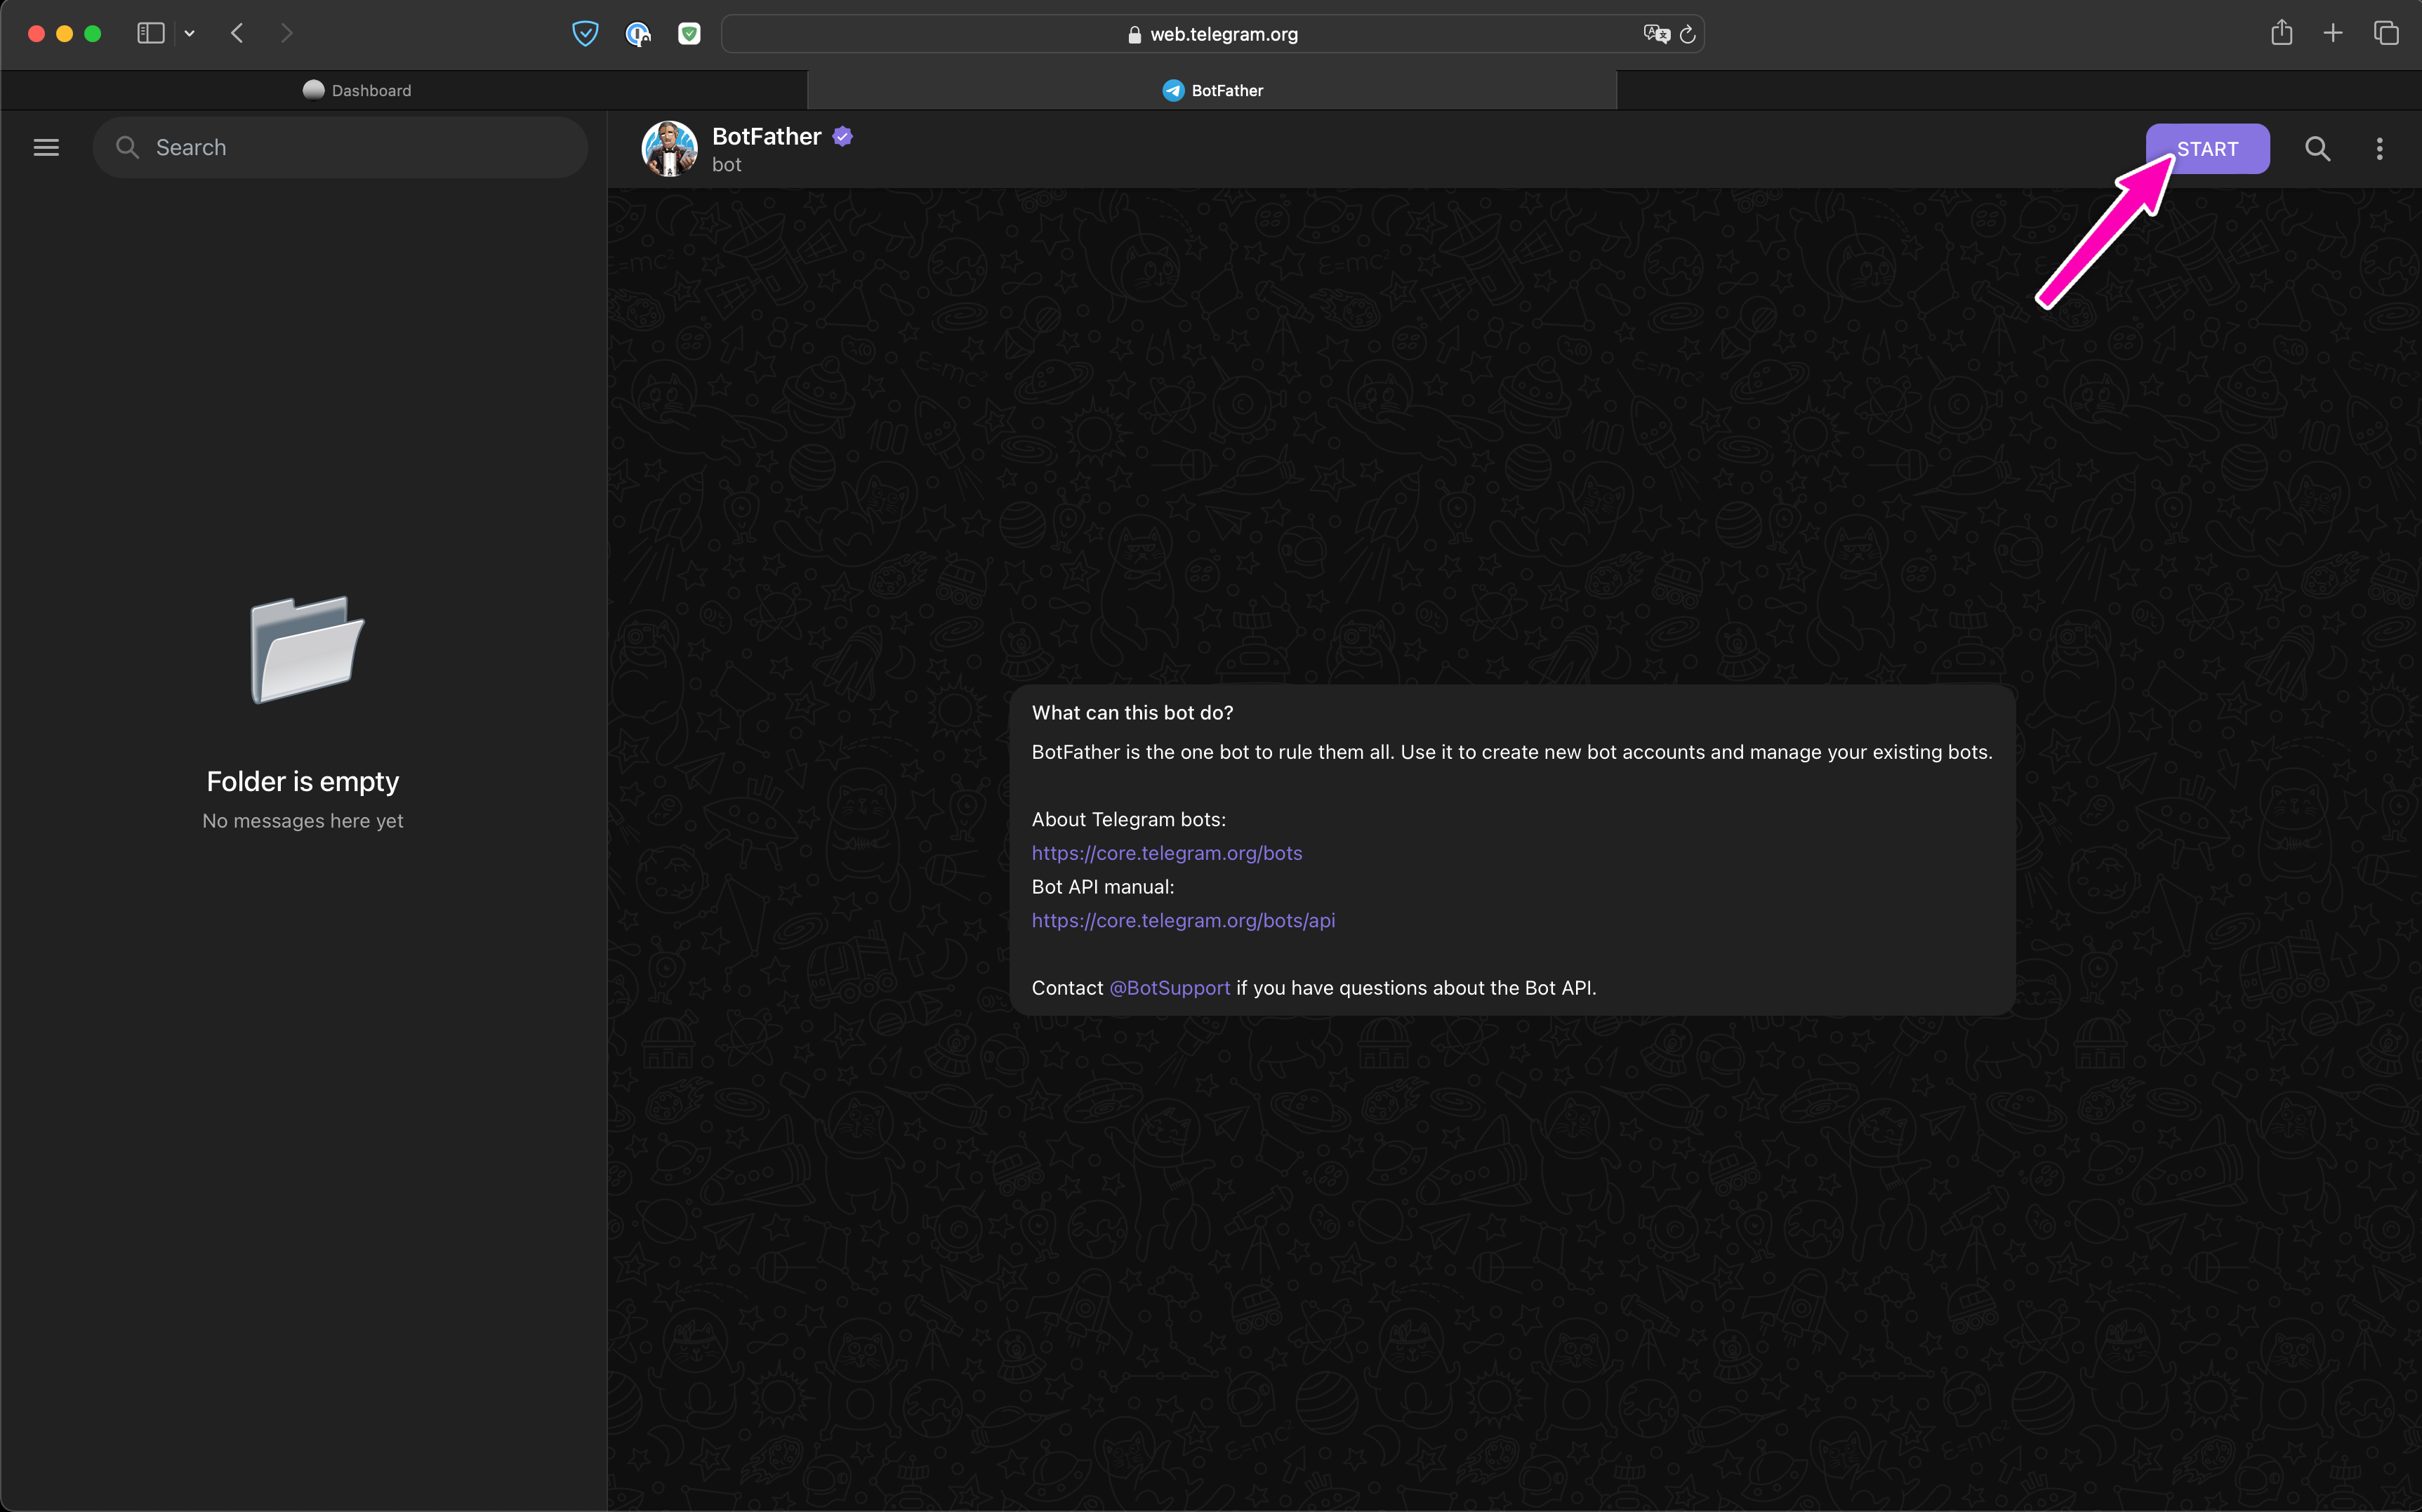 web.telegram.org
Dashboard
BotFather
Search
BotFather
bot
START
Folder is empty
No messages here yet
What can this bot do?
BotFather is the one bot to rule them all. Use it to create new bot accounts and manage your existing bots.
About Telegram bots:
https://core.telegram.org/bots
Bot API manual:
https://core.telegram.org/bots/api
Contact @BotSupport if you have questions about the Bot API.